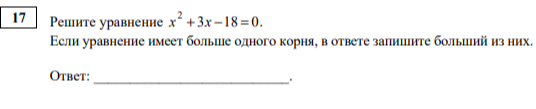 17 Решите уравнение x² + 3x − 18 = 0.
Если уравнение имеет больше одного корня, в ответе запишите больший из них.
Ответ: ___________________________.